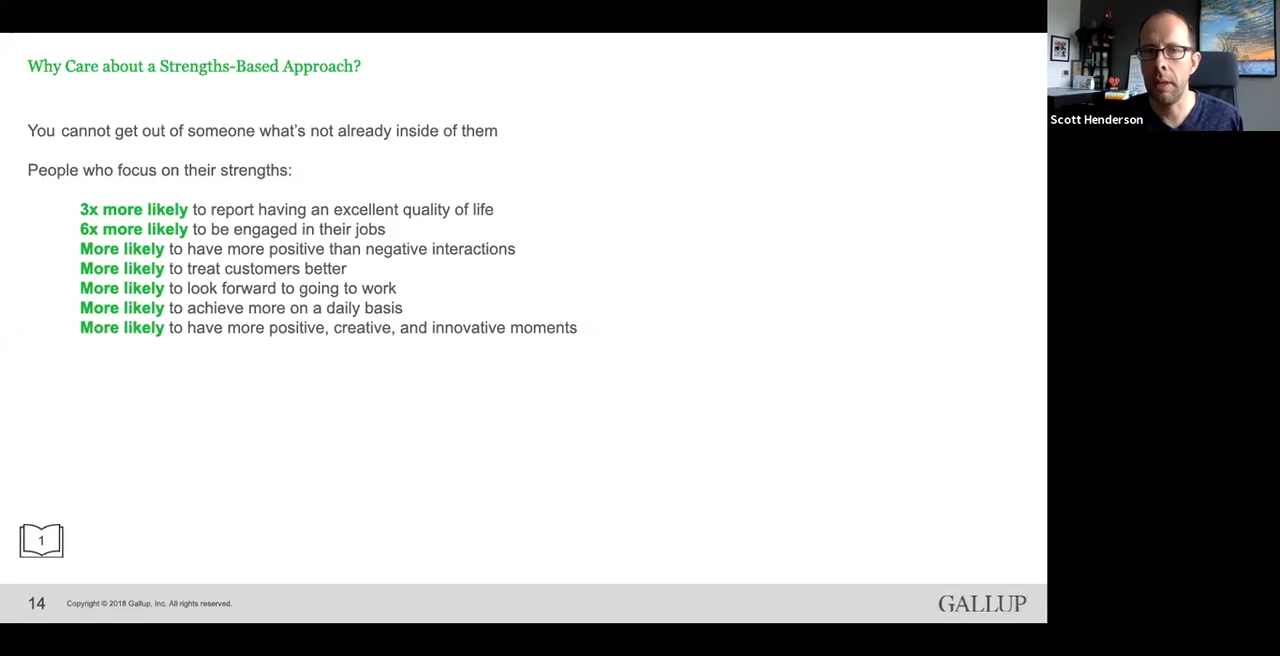 Why Care about a Strengths-Based Approach?
You cannot get out of someone what’s not already inside of them
People who focus on their strengths:
3x more likely to report having an excellent quality of life
6x more likely to be engaged in their jobs
More likely to have more positive than negative interactions
More likely to treat customers better
More likely to look forward to going to work
More likely to achieve more on a daily basis
More likely to have more positive, creative, and innovative moments
1
14
Copyright © 2018 Gallup, Inc. All rights reserved.
GALLUP
Scott Henderson